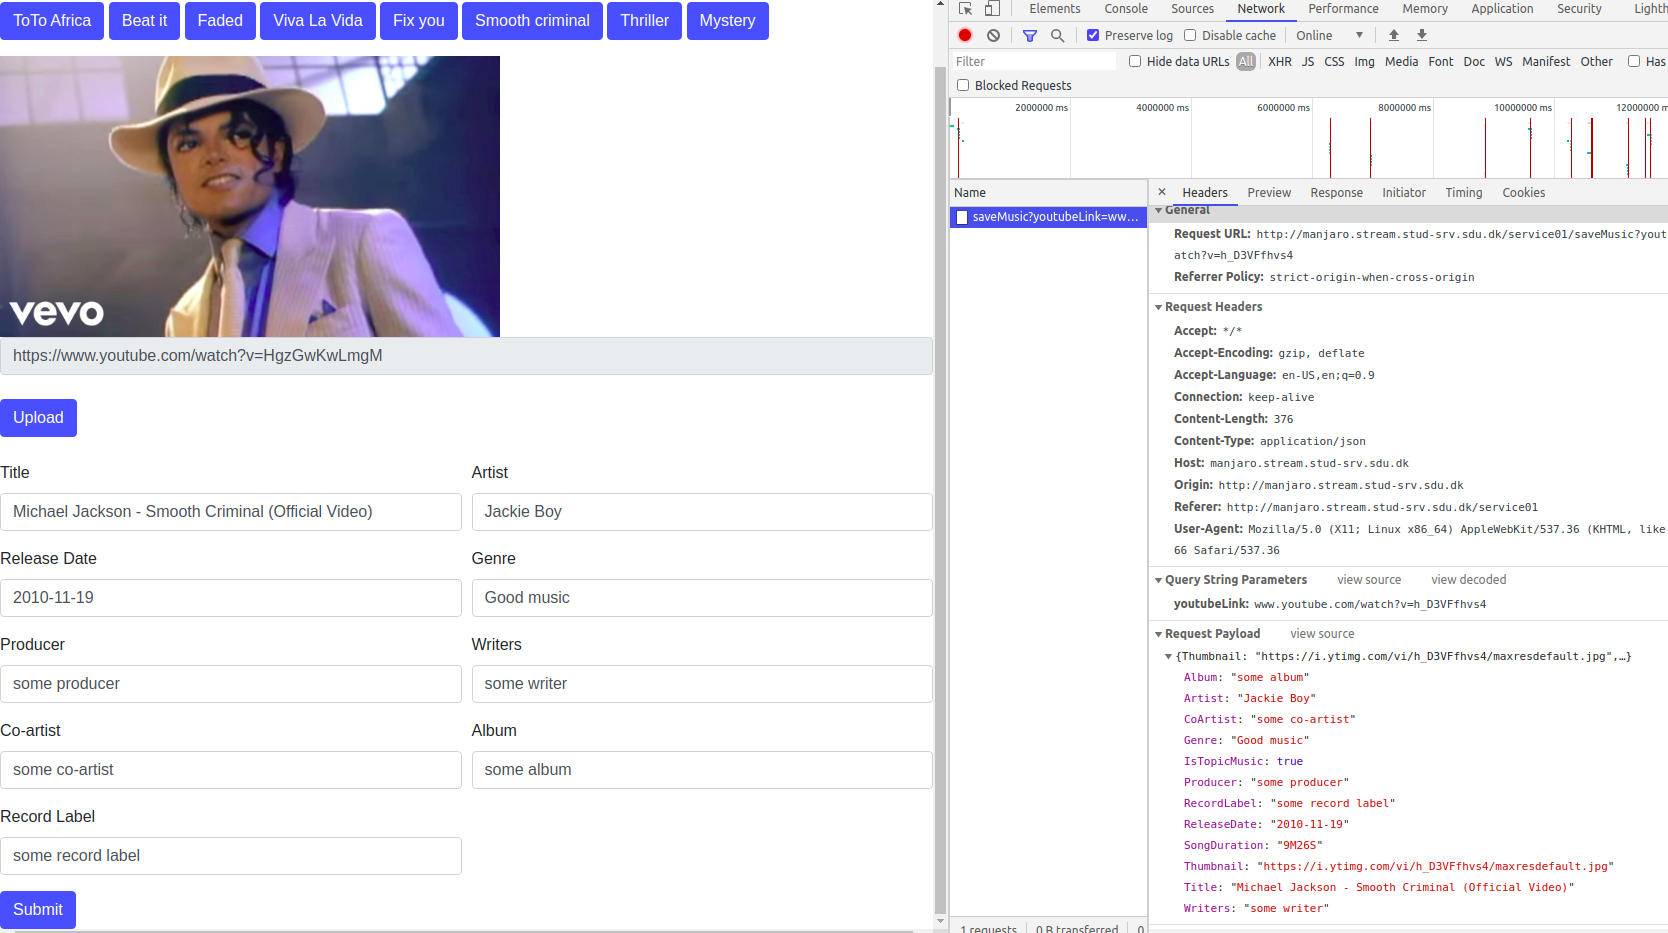 ToTo Africa Beat it Faded Viva La Vida Fix you Smooth criminal Thriller Mystery
vevo
https://www.youtube.com/watch?v=HgzGwKwLmgM
Upload
Title Artist
Michael Jackson - Smooth Criminal (Official Video) Jackie Boy
Release Date Genre
2010-11-19 Good music
Producer Writers
some producer some writer
Co-artist Album
some co-artist some album
Record Label
some record label
Submit
Elements Console Sources Network Performance Memory Application Security Lighth
Preserve log Disable cache Online
Filter Hide data URLs All XHR JS CSS Img Media Font Doc WS Manifest Other Has
Blocked Requests
2000000 ms 4000000 ms 6000000 ms 8000000 ms 10000000 ms 12000000 m
Name
saveMusic?youtubeLink=ww…
× Headers Preview Response Initiator Timing Cookies
General
Request URL: http://manjaro.stream.stud-srv.sdu.dk/service01/saveMusic?yout
atch?v=h_D3VFfhvs4
Referrer Policy: strict-origin-when-cross-origin
Request Headers
Accept: */*
Accept-Encoding: gzip, deflate
Accept-Language: en-US,en;q=0.9
Connection: keep-alive
Content-Length: 376
Content-Type: application/json
Host: manjaro.stream.stud-srv.sdu.dk
Origin: http://manjaro.stream.stud-srv.sdu.dk
Referer: http://manjaro.stream.stud-srv.sdu.dk/service01
User-Agent: Mozilla/5.0 (X11; Linux x86_64) AppleWebKit/537.36 (KHTML, like
66 Safari/537.36
Query String Parameters view source view decoded
youtubeLink: www.youtube.com/watch?v=h_D3VFfhvs4
Request Payload view source
{Thumbnail: "https://i.ytimg.com/vi/h_D3VFfhvs4/maxresdefault.jpg",…}
Album: "some album"
Artist: "Jackie Boy"
CoArtist: "some co-artist"
Genre: "Good music"
IsTopicMusic: true
Producer: "some producer"
RecordLabel: "some record label"
ReleaseDate: "2010-11-19"
SongDuration: "9M26S"
Thumbnail: "https://i.ytimg.com/vi/h_D3VFfhvs4/maxresdefault.jpg"
Title: "Michael Jackson - Smooth Criminal (Official Video)"
Writers: "some writer"
1 requests 0 B transferred 0